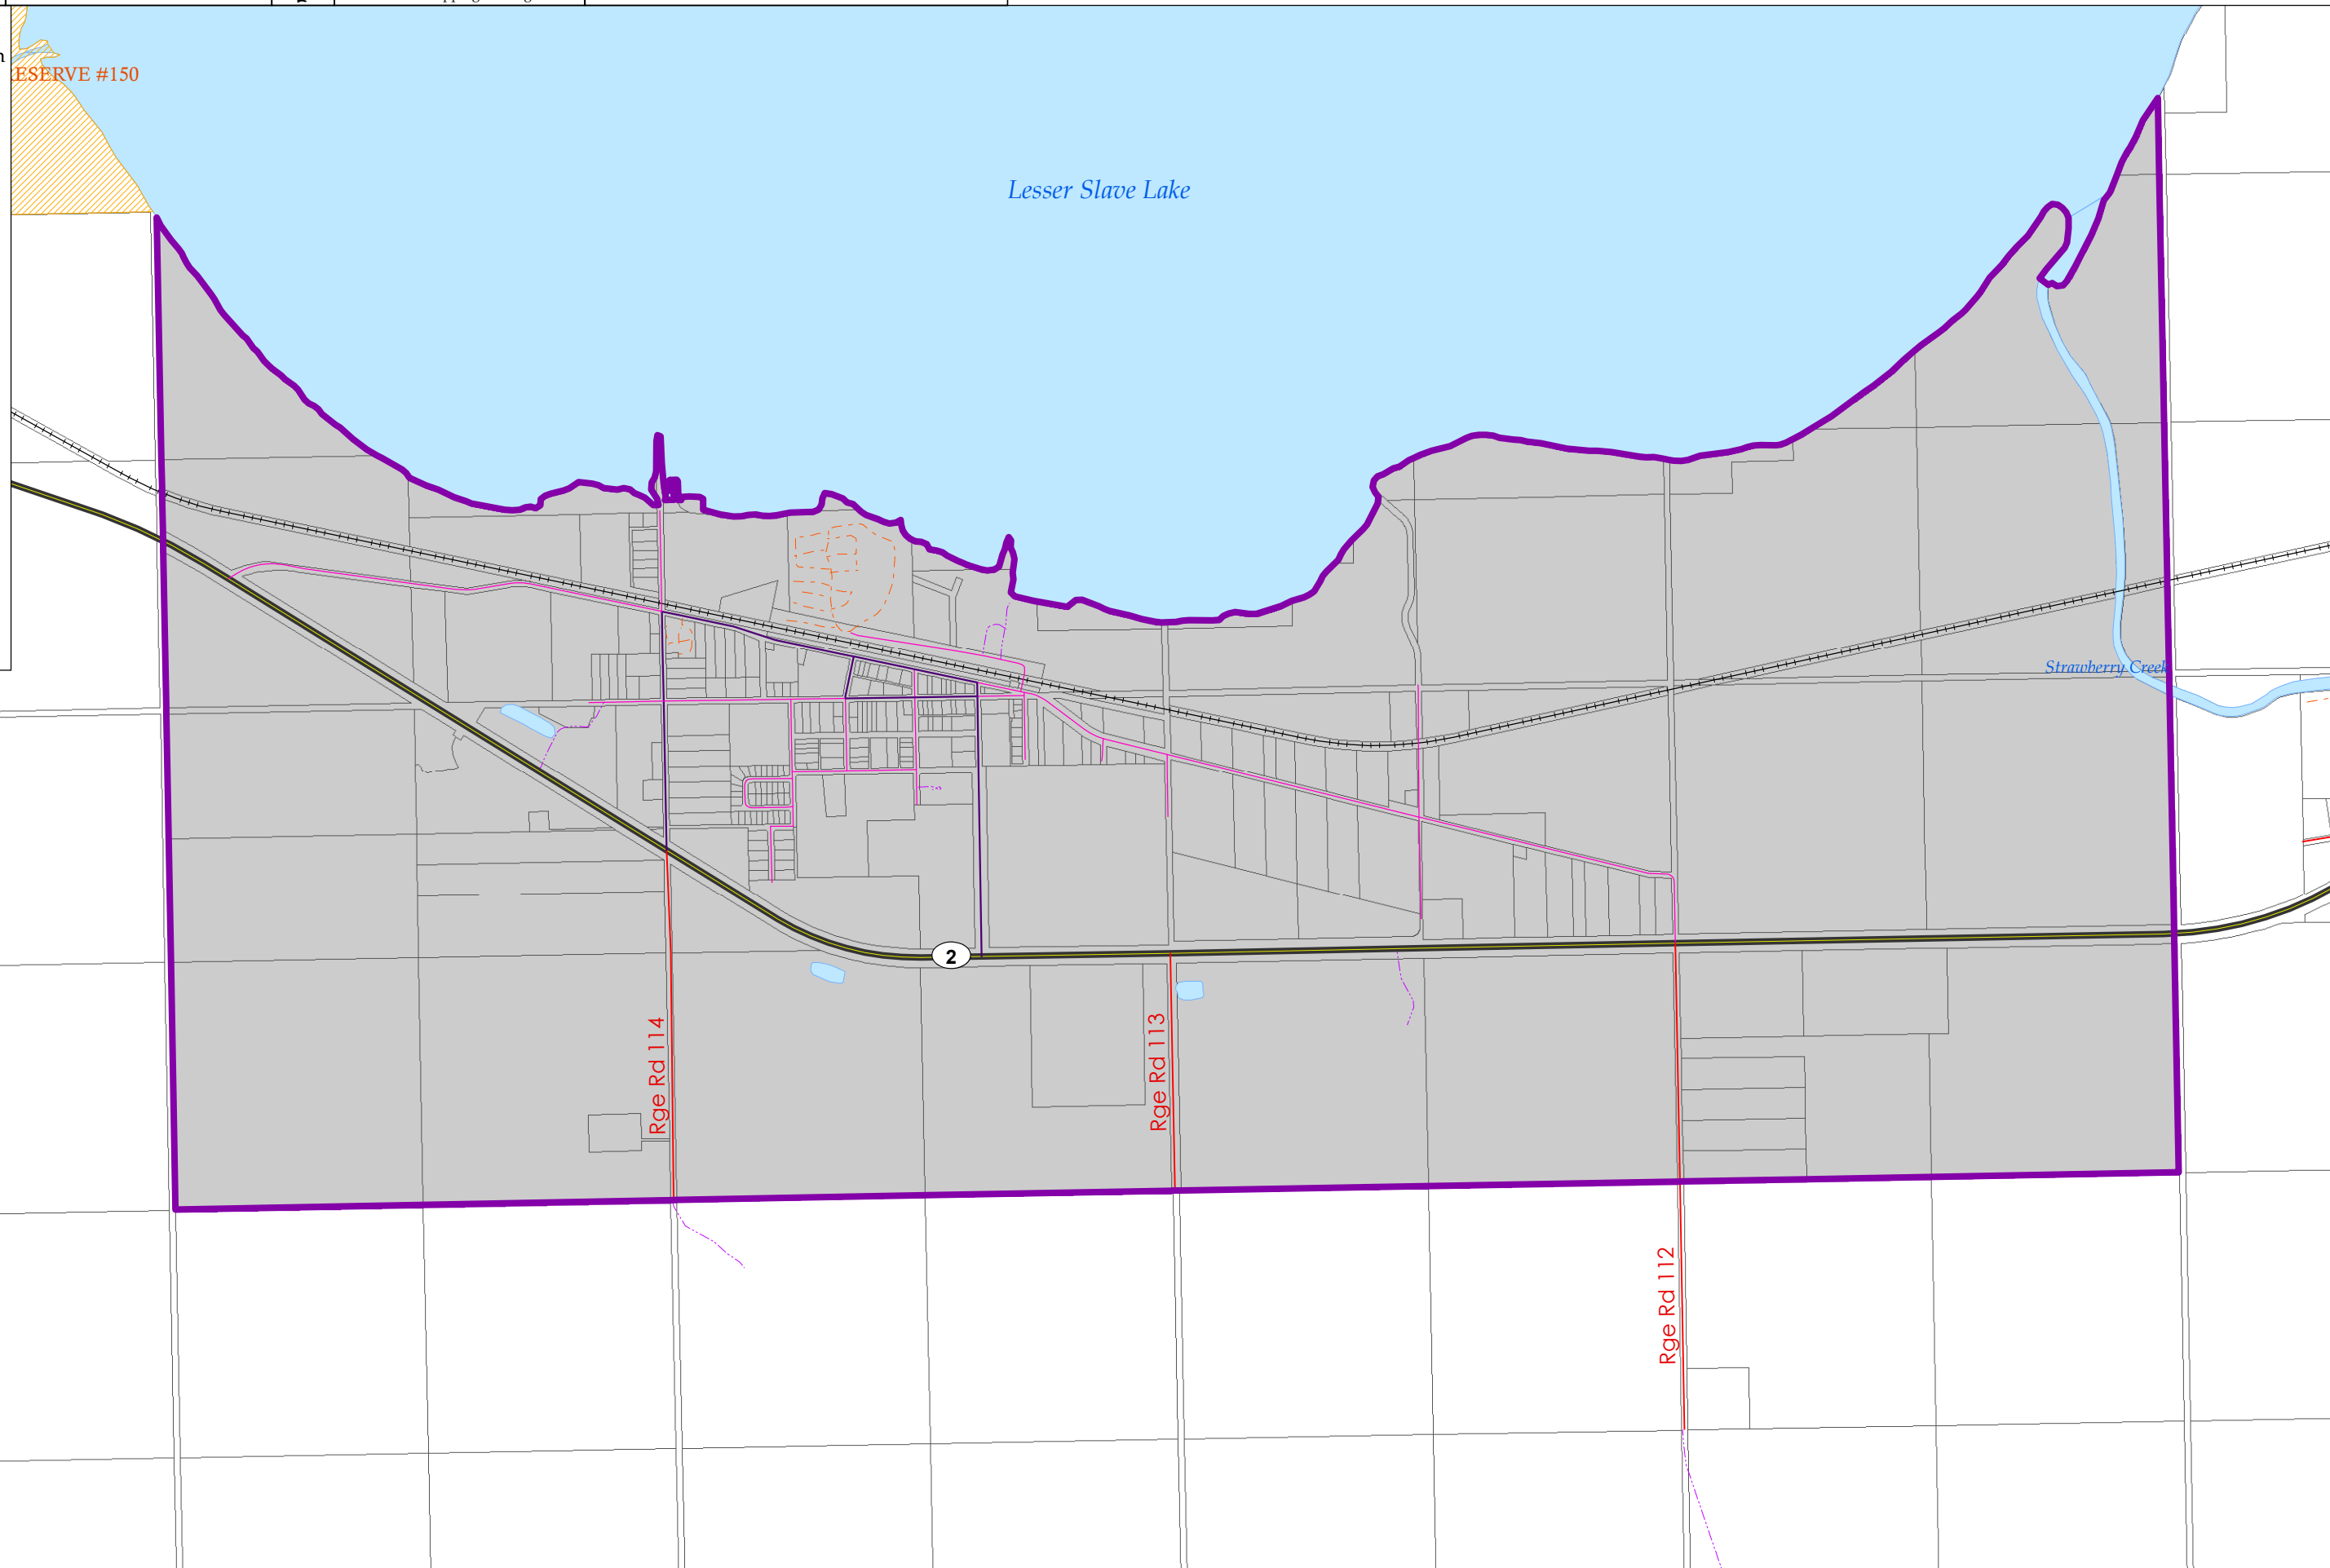 ESERVE #150
Lesser Slave Lake
Strawberry Creek
2
Rge Rd 114
Rge Rd 113
Rge Rd 112